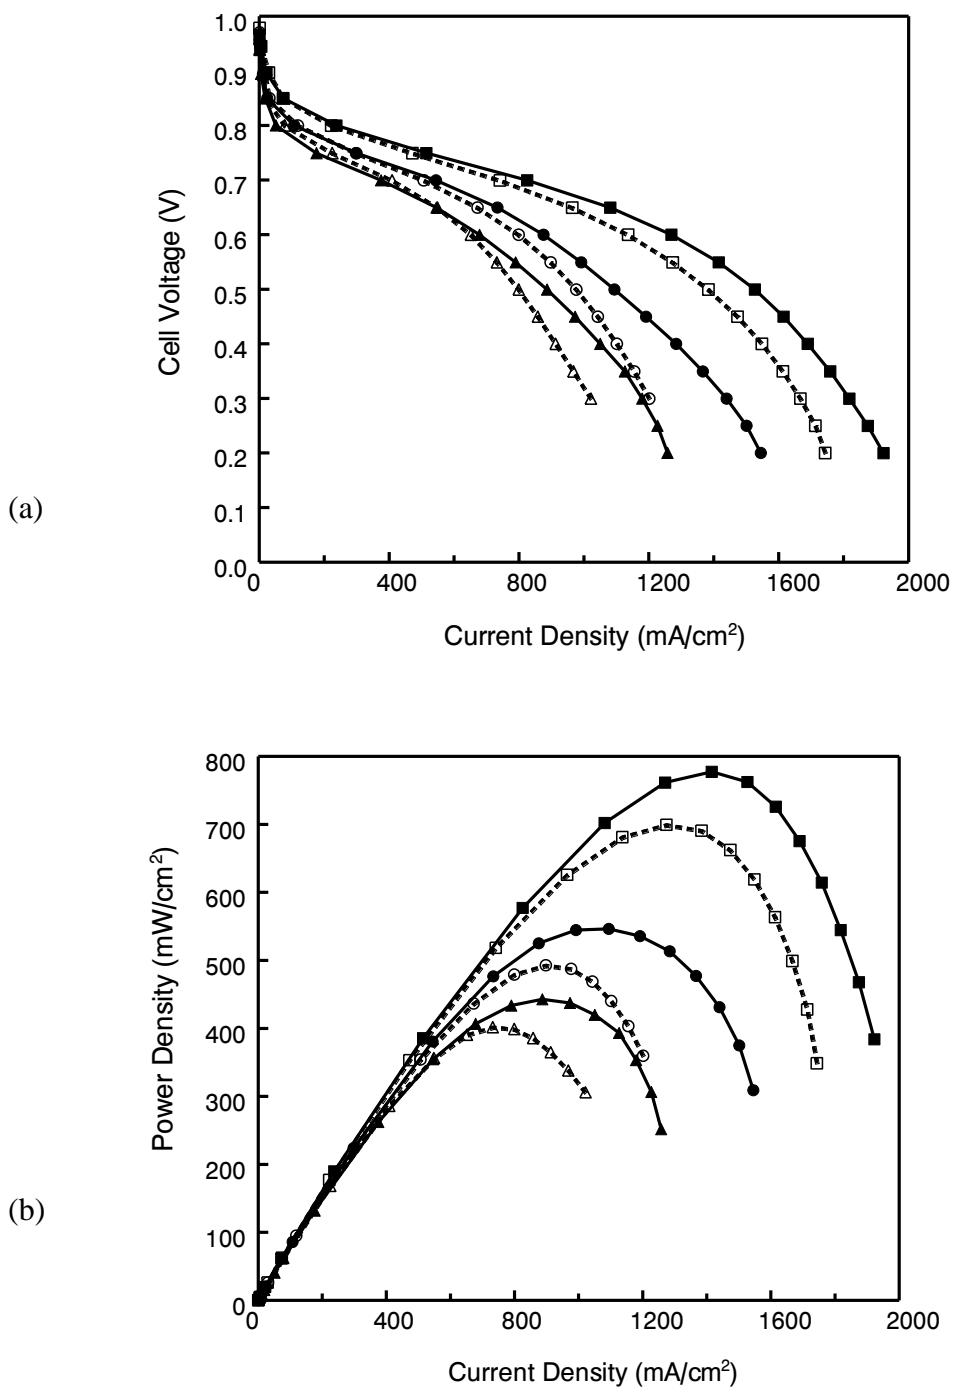 1.0
0.9
0.8
0.7
0.6
0.5
0.4
0.3
0.2
0.1
0.0
Cell Voltage (V)
0 400 800 1200 1600 2000
Current Density (mA/cm²)
(a)
800
700
600
500
400
300
200
100
0
Power Density (mW/cm²)
0 400 800 1200 1600 2000
Current Density (mA/cm²)
(b)